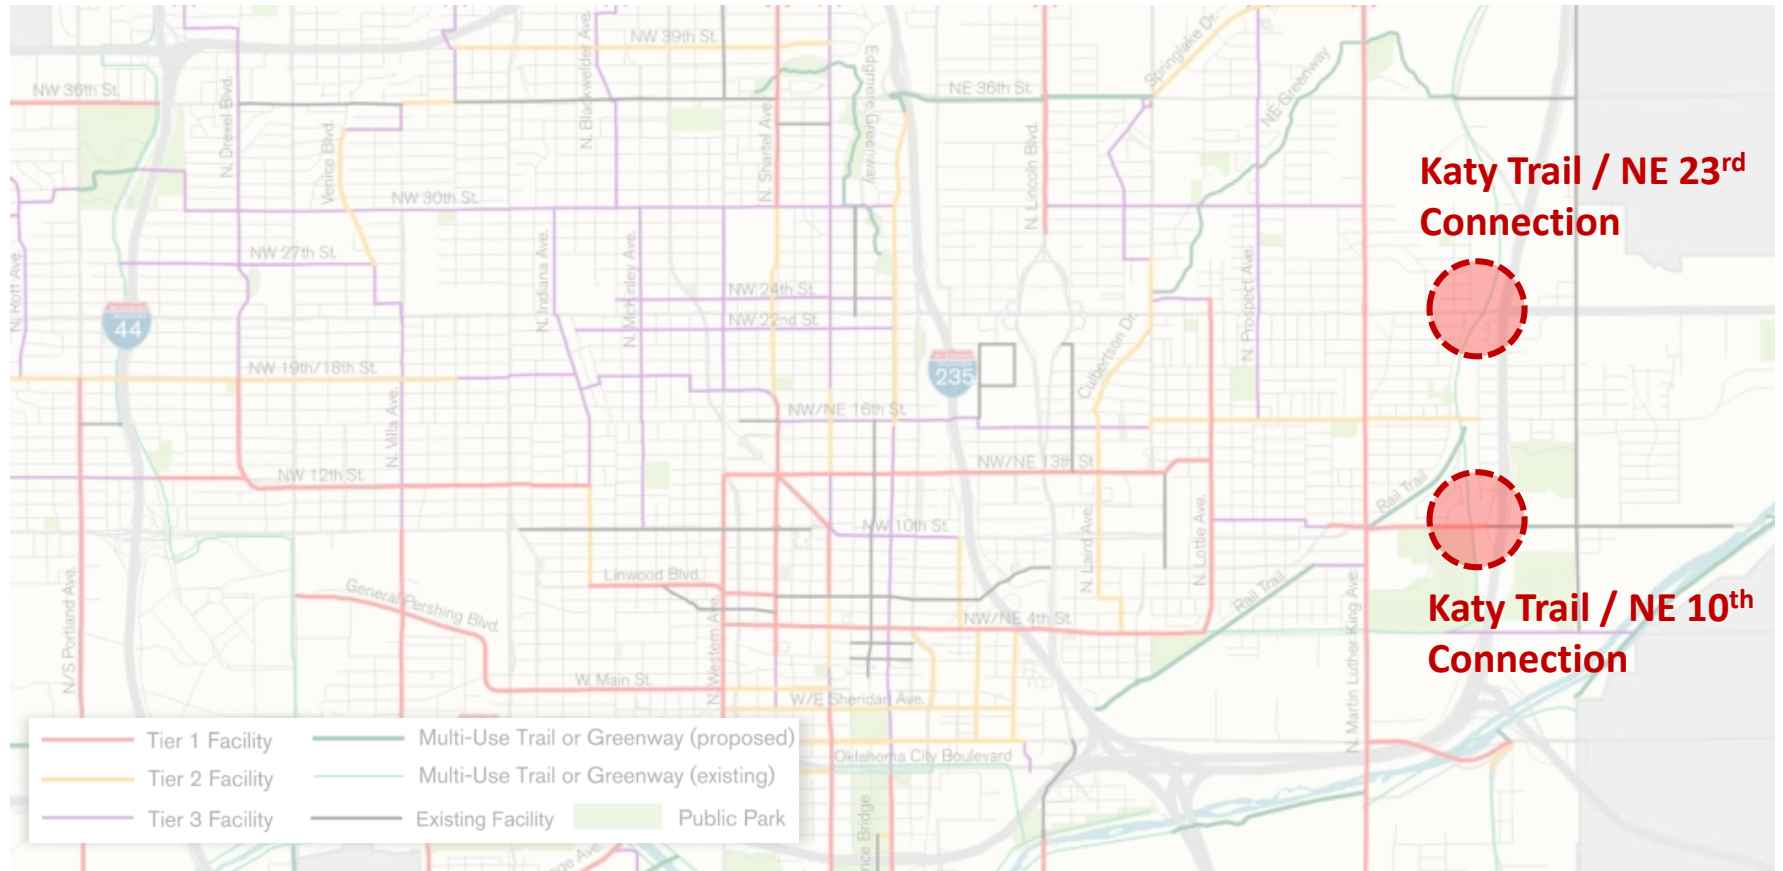 NW 39th St.
NW 36th St.
NE 36th St.
Springlake Dr.
N. Drexel Blvd.
Venice Blvd.
N. Blackwelder Ave.
N. Shartel Ave.
Edgmere Greenway
N. Lincoln Blvd.
NE Greenway
Katy Trail / NE 23rd
Connection
NW 30th St.
NW 27th St.
N. Indiana Ave.
N. McKinley Ave.
NW 24th St.
NW 22nd St.
44
235
Culbertson Dr.
N. Prospect Ave.
NW 19th/18th St.
N. Villa Ave.
NW/NE 16th St.
NW 12th St.
NW/NE 13th St
Rail Trail
NW 10th St.
N. Laird Ave.
N. Lottie Ave.
N/S Portland Ave.
General Pershing Blvd.
Linwood Blvd.
N. Western Ave.
NW/NE 4th St.
Rail Trail
N. Martin Luther King Ave.
Katy Trail / NE 10th
Connection
W. Main St.
W/E Sheridan Ave.
Oklahoma City Boulevard
Tier 1 Facility
Multi-Use Trail or Greenway (proposed)
Tier 2 Facility
Multi-Use Trail or Greenway (existing)
Tier 3 Facility
Existing Facility
Public Park
Bridge
Ave.